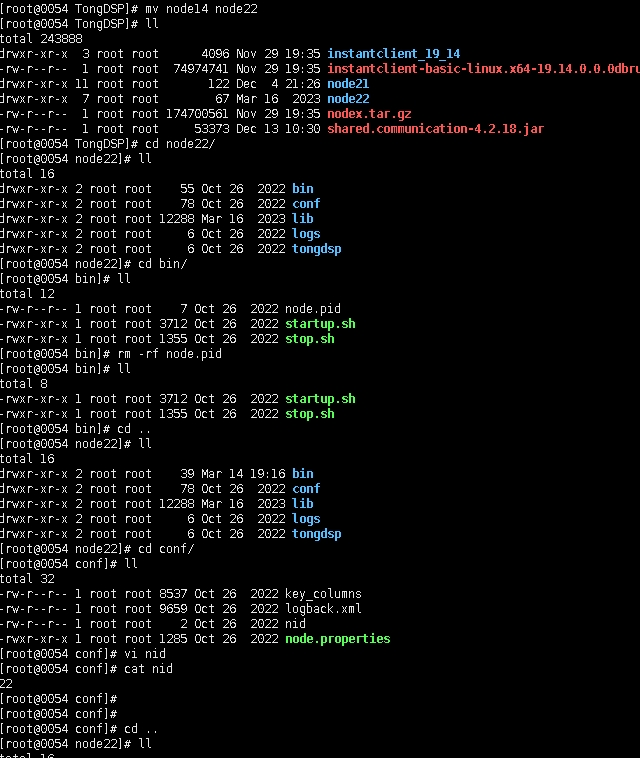 [root@0054 TongDSP]# mv node14 node22
[root@0054 TongDSP]# ll
total 243888
drwxr-xr-x  3 root root      4096 Nov 29 19:35 instantclient_19_14
-rw-r--r--  1 root root  74974741 Nov 29 19:35 instantclient-basic-linux.x64-19.14.0.0.0dbru
drwxr-xr-x 11 root root       122 Dec  4 21:26 node21
drwxr-xr-x  7 root root        67 Mar 16  2023 node22
-rw-r--r--  1 root root 174700561 Nov 29 19:35 nodex.tar.gz
-rw-r--r--  1 root root     53373 Dec 13 10:30 shared.communication-4.2.18.jar
[root@0054 TongDSP]# cd node22/
[root@0054 node22]# ll
total 16
drwxr-xr-x 2 root root    55 Oct 26  2022 bin
drwxr-xr-x 2 root root    78 Oct 26  2022 conf
drwxr-xr-x 2 root root 12288 Mar 16  2023 lib
drwxr-xr-x 2 root root     6 Oct 26  2022 logs
drwxr-xr-x 2 root root     6 Oct 26  2022 tongdsp
[root@0054 node22]# cd bin/
[root@0054 bin]# ll
total 12
-rw-r--r-- 1 root root    7 Oct 26  2022 node.pid
-rwxr-xr-x 1 root root 3712 Oct 26  2022 startup.sh
-rwxr-xr-x 1 root root 1355 Oct 26  2022 stop.sh
[root@0054 bin]# rm -rf node.pid
[root@0054 bin]# ll
total 8
-rwxr-xr-x 1 root root 3712 Oct 26  2022 startup.sh
-rwxr-xr-x 1 root root 1355 Oct 26  2022 stop.sh
[root@0054 bin]# cd ..
[root@0054 node22]# ll
total 16
drwxr-xr-x 2 root root    39 Mar 14 19:16 bin
drwxr-xr-x 2 root root    78 Oct 26  2022 conf
drwxr-xr-x 2 root root 12288 Mar 16  2023 lib
drwxr-xr-x 2 root root     6 Oct 26  2022 logs
drwxr-xr-x 2 root root     6 Oct 26  2022 tongdsp
[root@0054 node22]# cd conf/
[root@0054 conf]# ll
total 32
-rw-r--r-- 1 root root 8537 Oct 26  2022 key_columns
-rw-r--r-- 1 root root 9659 Oct 26  2022 logback.xml
-rw-r--r-- 1 root root    2 Oct 26  2022 nid
-rwxr-xr-x 1 root root 1285 Oct 26  2022 node.properties
[root@0054 conf]# vi nid
[root@0054 conf]# cat nid
22
[root@0054 conf]#
[root@0054 conf]#
[root@0054 conf]# cd ..
[root@0054 node22]# ll
total 16